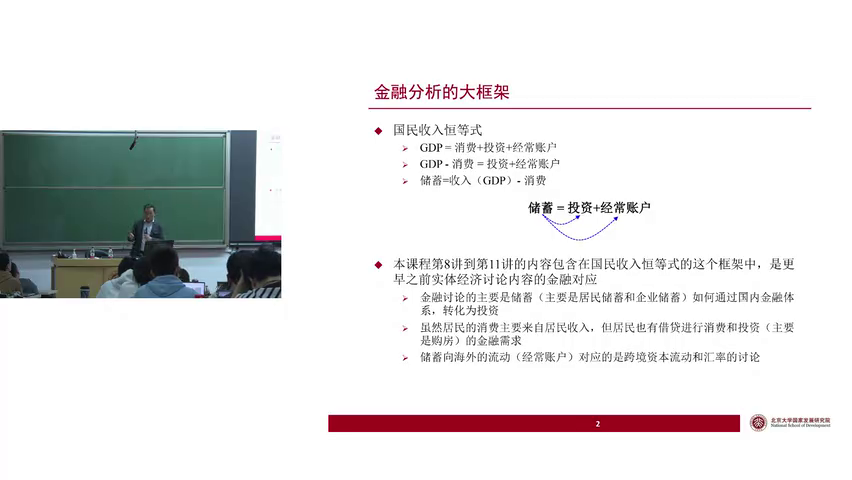 金融分析的大框架
国民收入恒等式
GDP = 消费+投资+经常账户
GDP - 消费 = 投资+经常账户
储蓄=收入（GDP）- 消费
储蓄 = 投资+经常账户
本课程第8讲到第11讲的内容包含在国民收入恒等式的这个框架中，是更
早之前实体经济讨论内容的金融对应
金融讨论的主要是储蓄（主要是居民储蓄和企业储蓄）如何通过国内金融体
系，转化为投资
虽然居民的消费主要来自居民收入，但居民也有借贷进行消费和投资（主要
是购房）的金融需求
储蓄向海外的流动（经常账户）对应的是跨境资本流动和汇率的讨论
2
北京大学国家发展研究院
National School of Development